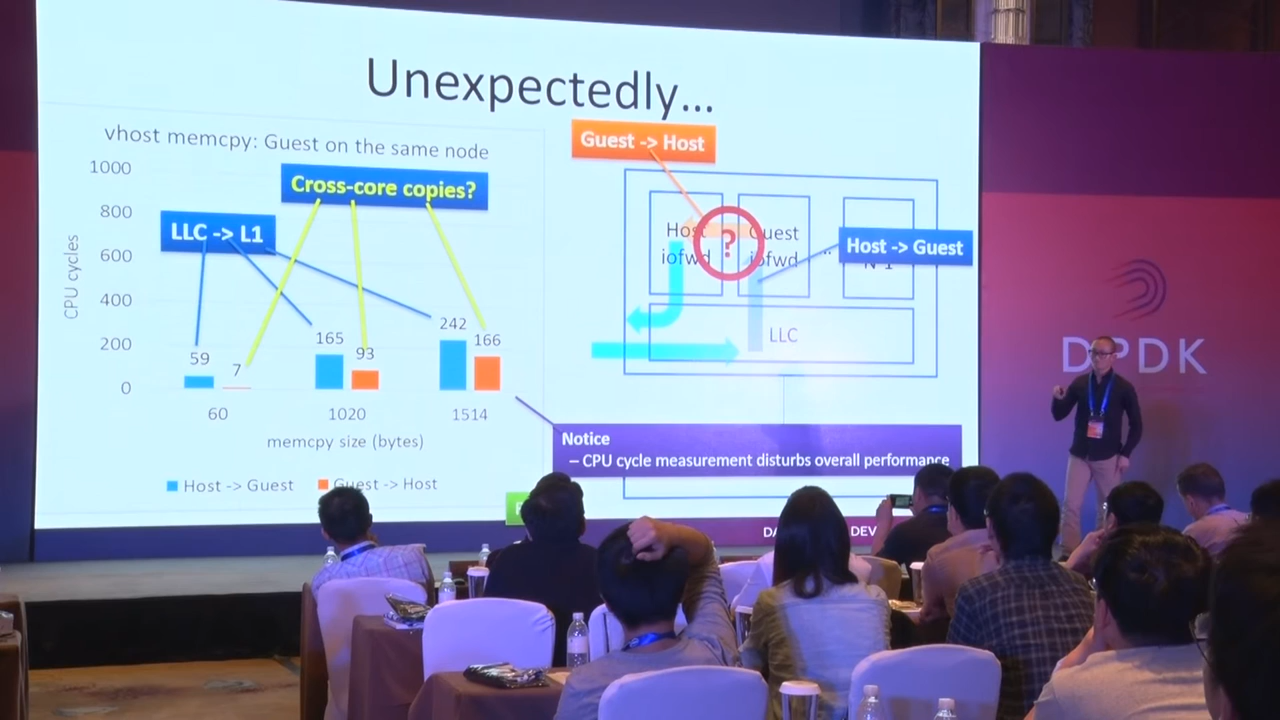 Unexpectedly...
vhost memcpy: Guest on the same node
1000
800
600
400
200
0
CPU cycles
Cross-core copies?
LLC -> L1
59
7
165
93
242
166
60
1020
1514
memcpy size (bytes)
Host -> Guest
Guest -> Host
Guest -> Host
Host
iofwd
?
Guest
iofwd
Host -> Guest
LLC
Notice
– CPU cycle measurement disturbs overall performance
DPDK